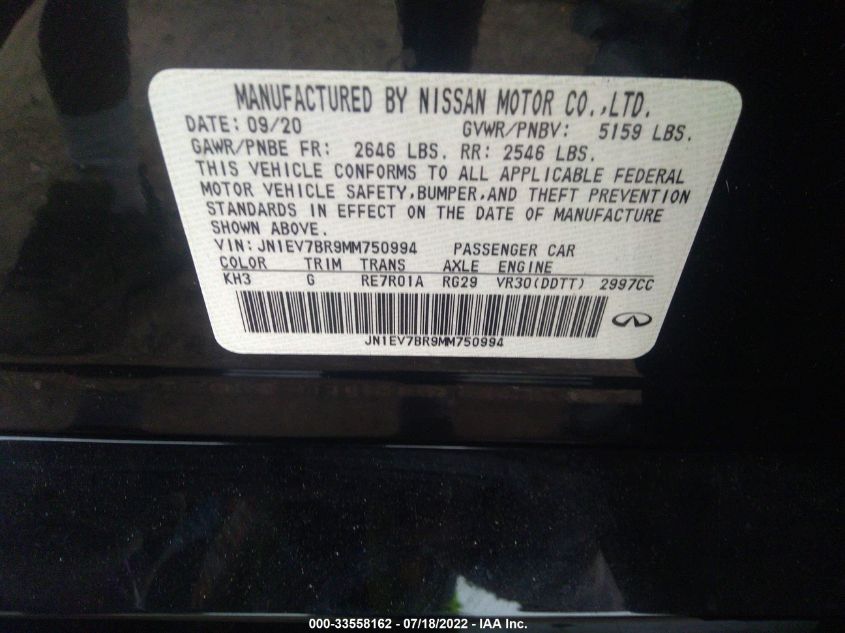 MANUFACTURED BY NISSAN MOTOR CO.,LTD.
DATE: 09/20 GVWR/PNBV: 5159 LBS.
GAWR/PNBE FR: 2646 LBS. RR: 2546 LBS.
THIS VEHICLE CONFORMS TO ALL APPLICABLE FEDERAL
MOTOR VEHICLE SAFETY,BUMPER,AND THEFT PREVENTION
STANDARDS IN EFFECT ON THE DATE OF MANUFACTURE
SHOWN ABOVE.
VIN: JN1EV7BR9MM750994 PASSENGER CAR
COLOR TRIM TRANS AXLE ENGINE
KH3 G RE7R01A RG29 VR30(DDTT) 2997CC
JN1EV7BR9MM750994
000-33558162 - 07/18/2022 - IAA Inc.